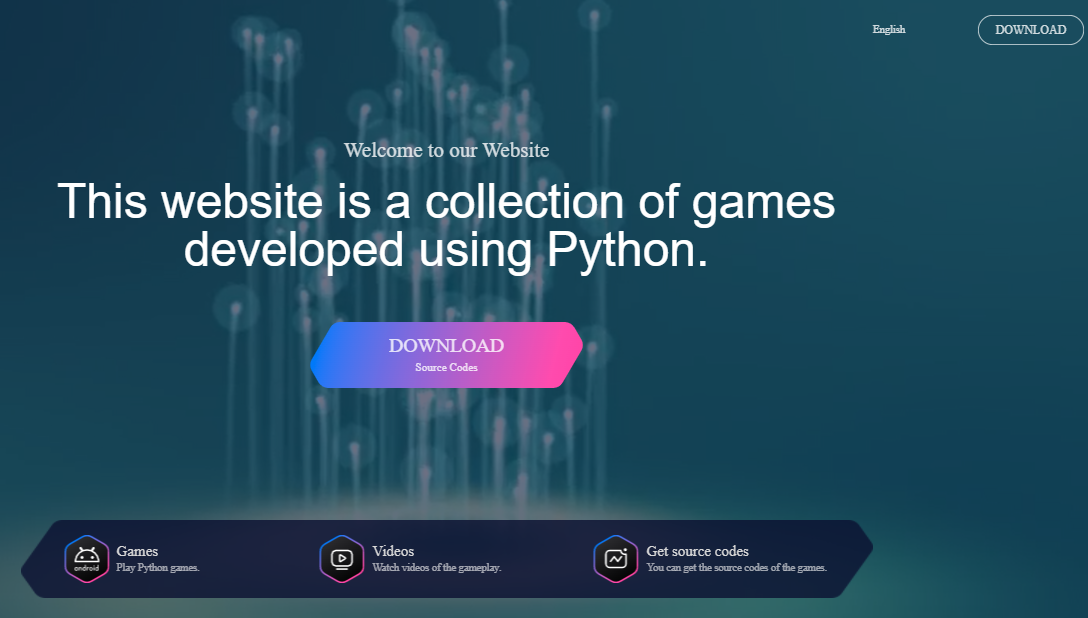 English
DOWNLOAD
Welcome to our Website
This website is a collection of games
developed using Python.
DOWNLOAD
Source Codes
android
Games
Play Python games.
Videos
Watch videos of the gameplay.
Get source codes
You can get the source codes of the games.